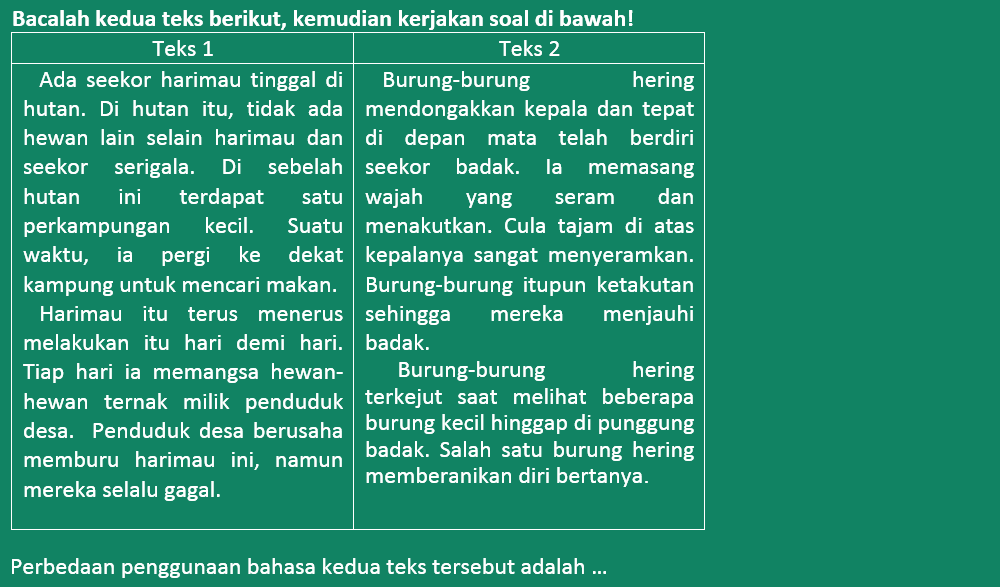 Bacalah kedua teks berikut, kemudian kerjakan soal di bawah!
Teks 1
Ada seekor harimau tinggal di
hutan. Di hutan itu, tidak ada
hewan lain selain harimau dan
seekor serigala. Di sebelah
hutan ini terdapat satu
perkampungan kecil. Suatu
waktu, ia pergi ke dekat
kampung untuk mencari makan.
Harimau itu terus menerus
melakukan itu hari demi hari.
Tiap hari ia memangsa hewan-
hewan ternak milik penduduk
desa. Penduduk desa berusaha
memburu harimau ini, namun
mereka selalu gagal.
Teks 2
Burung-burung hering
mendongakkan kepala dan tepat
di depan mata telah berdiri
seekor badak. Ia memasang
wajah yang seram dan
menakutkan. Cula tajam di atas
kepalanya sangat menyeramkan.
Burung-burung itupun ketakutan
sehingga mereka menjauhi
badak.
Burung-burung hering
terkejut saat melihat beberapa
burung kecil hinggap di punggung
badak. Salah satu burung hering
memberanikan diri bertanya.
Perbedaan penggunaan bahasa kedua teks tersebut adalah ...